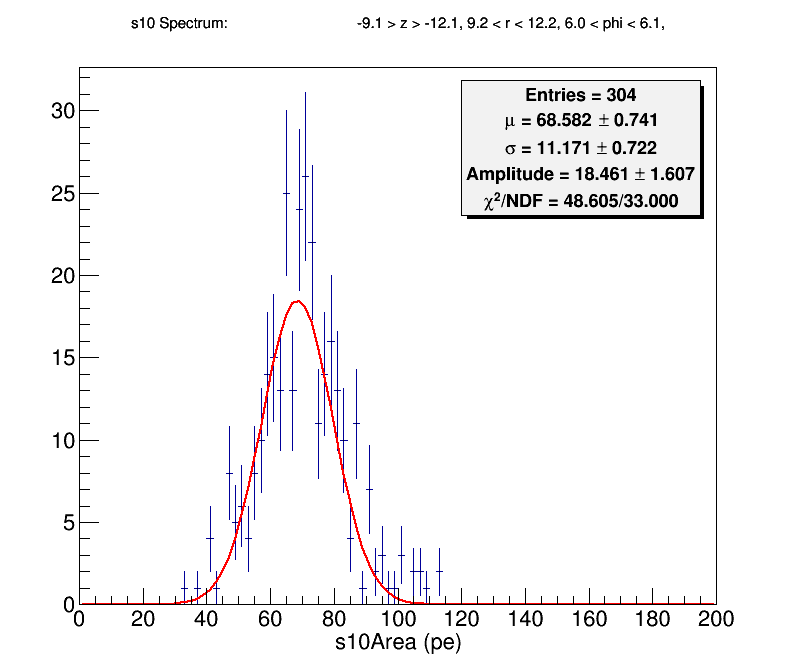 s10 Spectrum: -9.1 > z > -12.1, 9.2 < r < 12.2, 6.0 < phi < 6.1,
Entries = 304
μ = 68.582 ± 0.741
σ = 11.171 ± 0.722
Amplitude = 18.461 ± 1.607
χ²/NDF = 48.605/33.000
30
25
20
15
10
5
0
0 20 40 60 80 100 120 140 160 180 200
s10Area (pe)